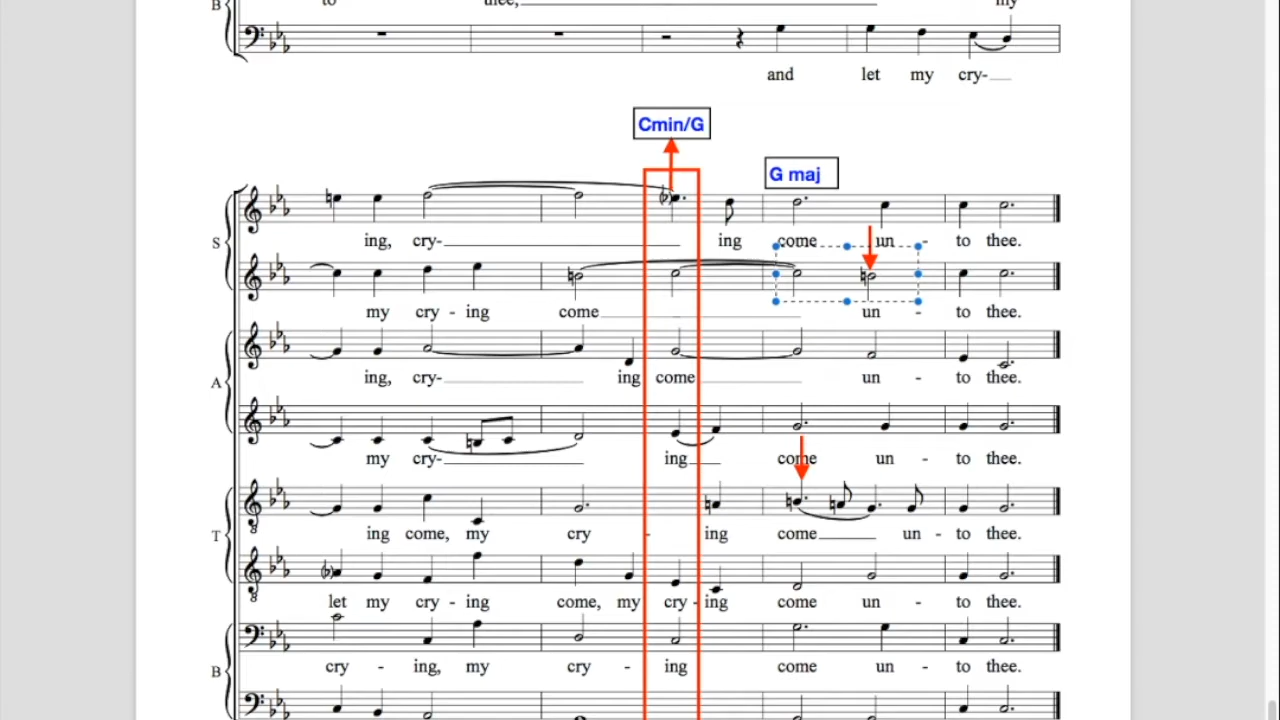 B
to thee, my
and let my cry-
Cmin/G
G maj
S
ing, cry- ing come un - to thee.
my cry - ing come un - to thee.
A
ing, cry- ing come un - to thee.
my cry- ing come un - to thee.
T
ing come, my cry - ing come un - to thee.
8
let my cry - ing come, my cry - ing come un - to thee.
8
B
cry - ing, my cry - ing come un - to thee.